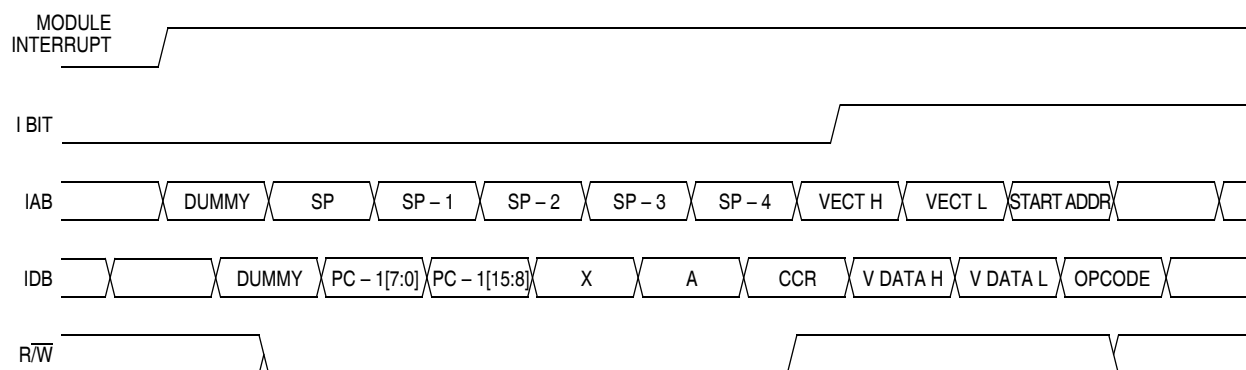 MODULE
INTERRUPT
I BIT
IAB DUMMY SP SP – 1 SP – 2 SP – 3 SP – 4 VECT H VECT L START ADDR
IDB DUMMY PC – 1[7:0] PC – 1[15:8] X A CCR V DATA H V DATA L OPCODE
R/W